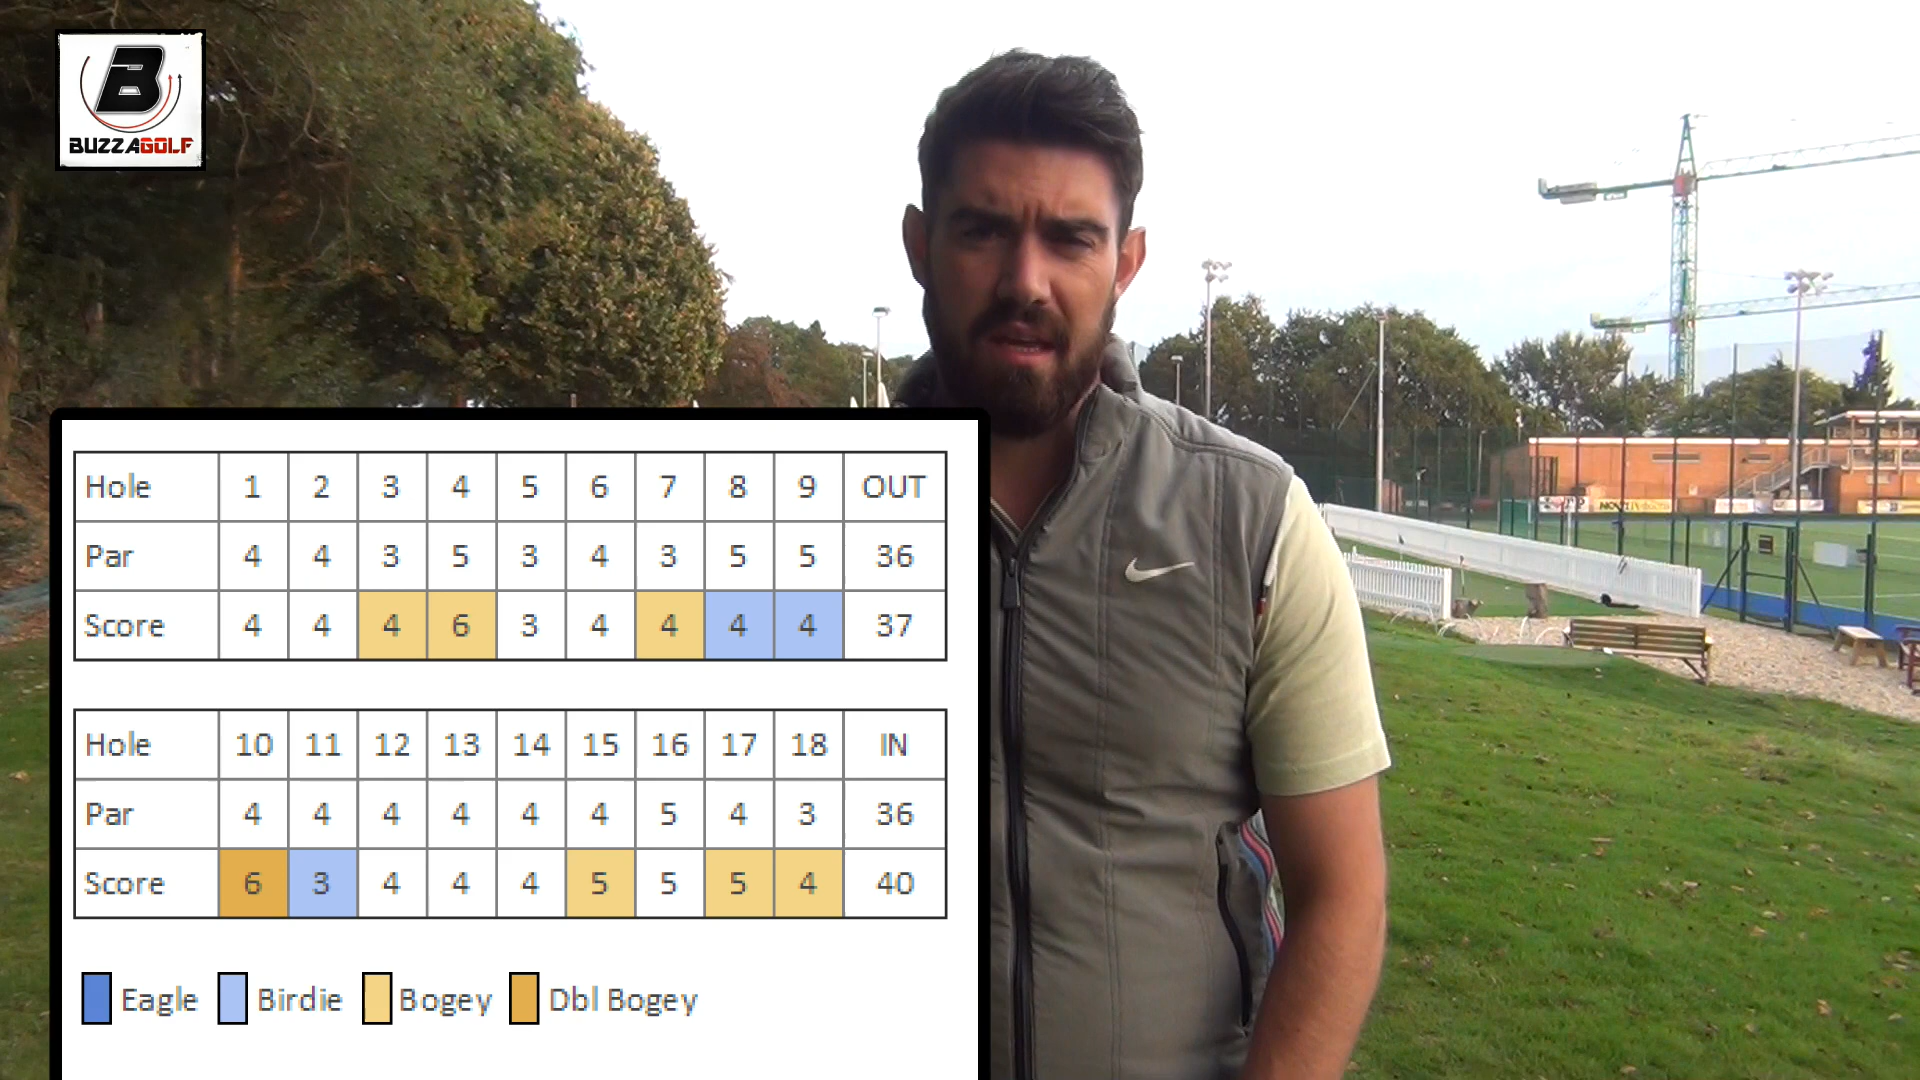 B
BUZZAGOLF
Hole 1 2 3 4 5 6 7 8 9 OUT
Par 4 4 3 5 3 4 3 5 5 36
Score 4 4 4 6 3 4 4 4 4 37
Hole 10 11 12 13 14 15 16 17 18 IN
Par 4 4 4 4 4 4 5 4 3 36
Score 6 3 4 4 4 5 5 5 4 40
Eagle Birdie Bogey Dbl Bogey